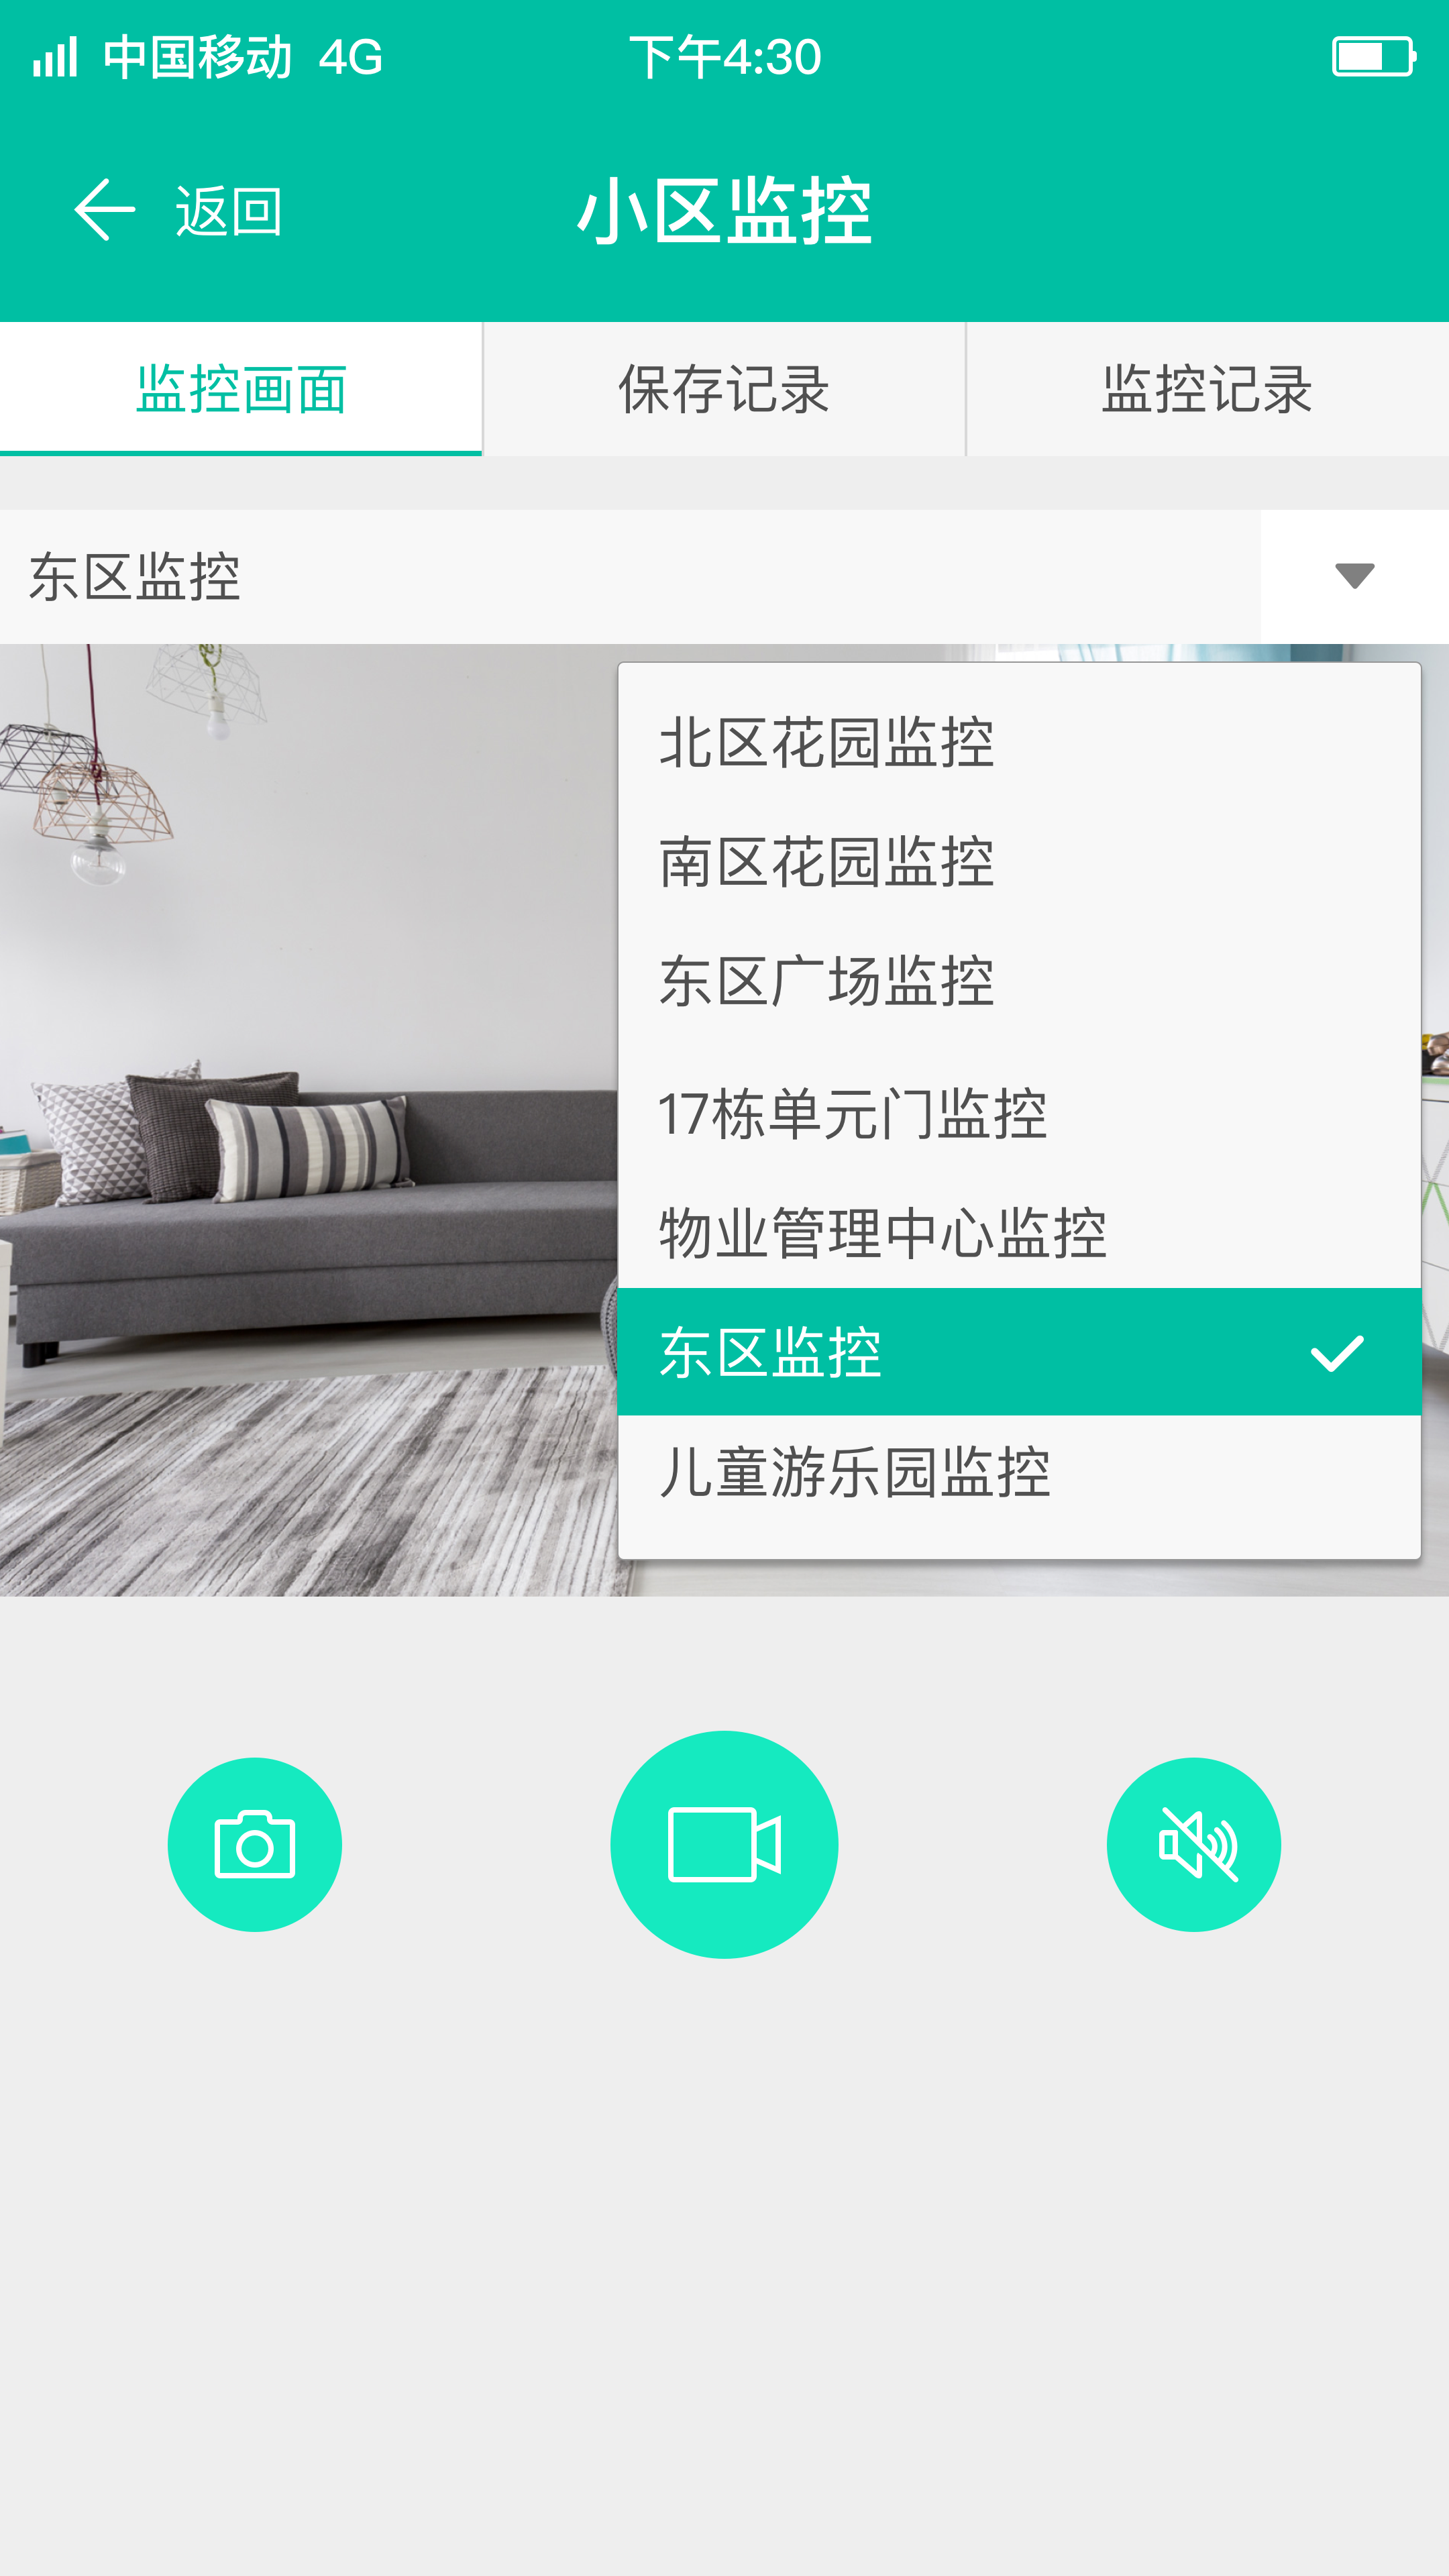 中国移动 4G 下午4:30
返回 小区监控
监控画面 保存记录 监控记录
东区监控
北区花园监控
南区花园监控
东区广场监控
17栋单元门监控
物业管理中心监控
东区监控
儿童游乐园监控